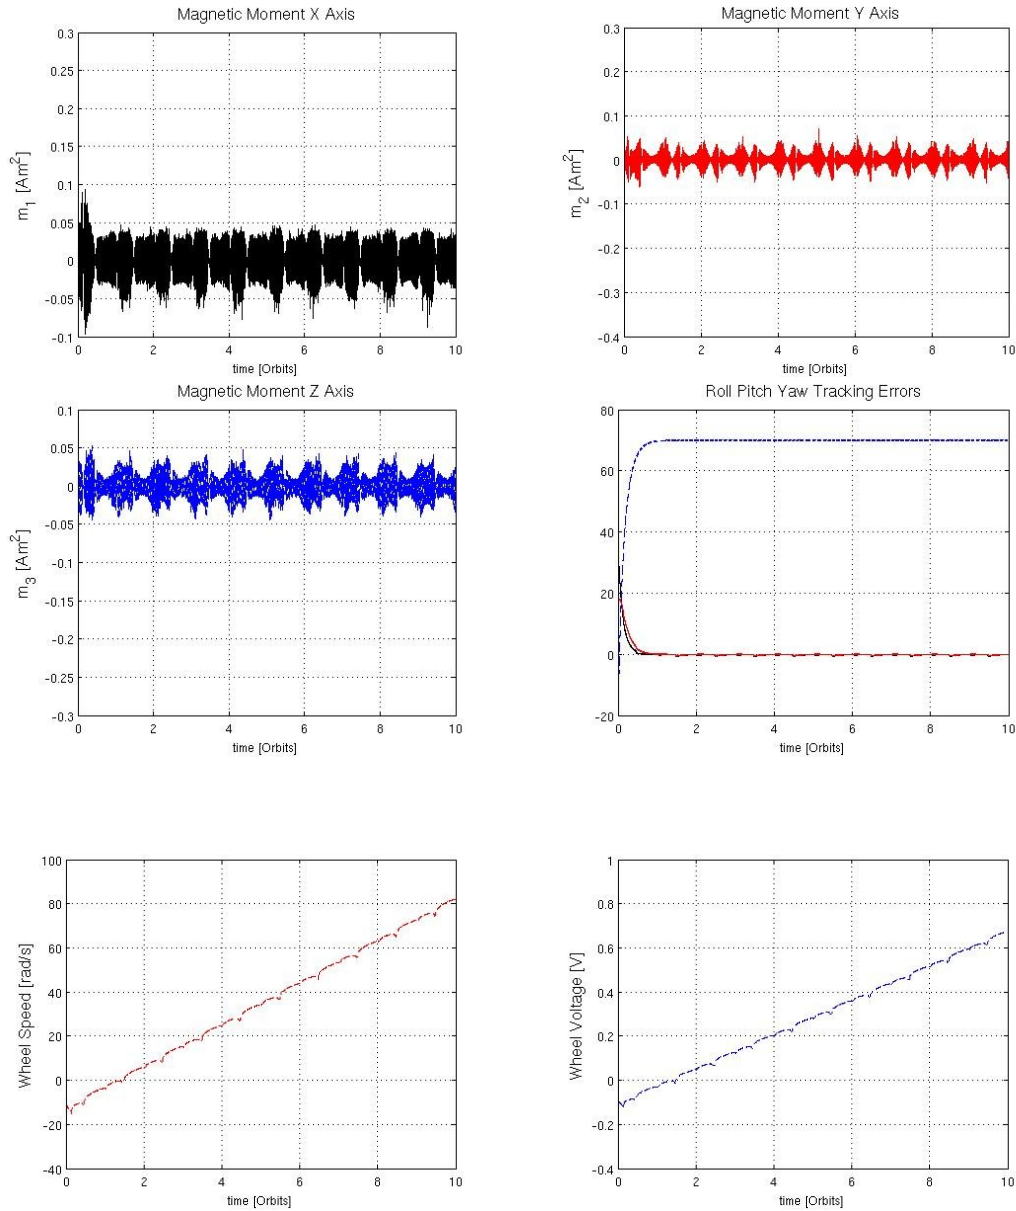 Magnetic Moment X Axis
0.3
0.25
0.2
0.15
0.1
0.05
0
-0.05
-0.1
m1 [Am2]
0 2 4 6 8 10
time [Orbits]
Magnetic Moment Y Axis
0.3
0.2
0.1
0
-0.1
-0.2
-0.3
-0.4
m2 [Am2]
0 2 4 6 8 10
time [Orbits]
Magnetic Moment Z Axis
0.1
0.05
0
-0.05
-0.1
-0.15
-0.2
-0.25
-0.3
m3 [Am2]
0 2 4 6 8 10
time [Orbits]
Roll Pitch Yaw Tracking Errors
80
60
40
20
0
-20
0 2 4 6 8 10
time [Orbits]
100
80
60
40
20
0
-20
-40
Wheel Speed [rad/s]
0 2 4 6 8 10
time [Orbits]
1
0.8
0.6
0.4
0.2
0
-0.2
-0.4
Wheel Voltage [V]
0 2 4 6 8 10
time [Orbits]